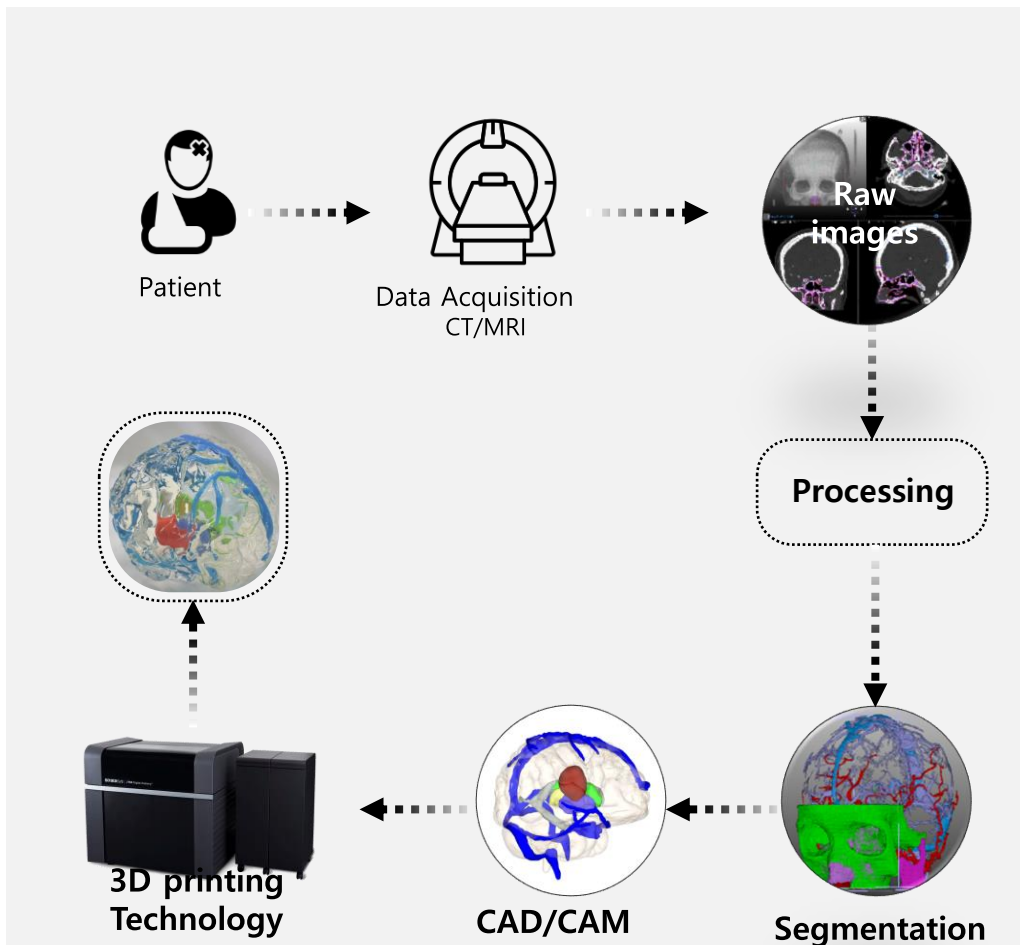 Patient
Data Acquisition
CT/MRI
Raw
images
Processing
Segmentation
CAD/CAM
3D printing
Technology